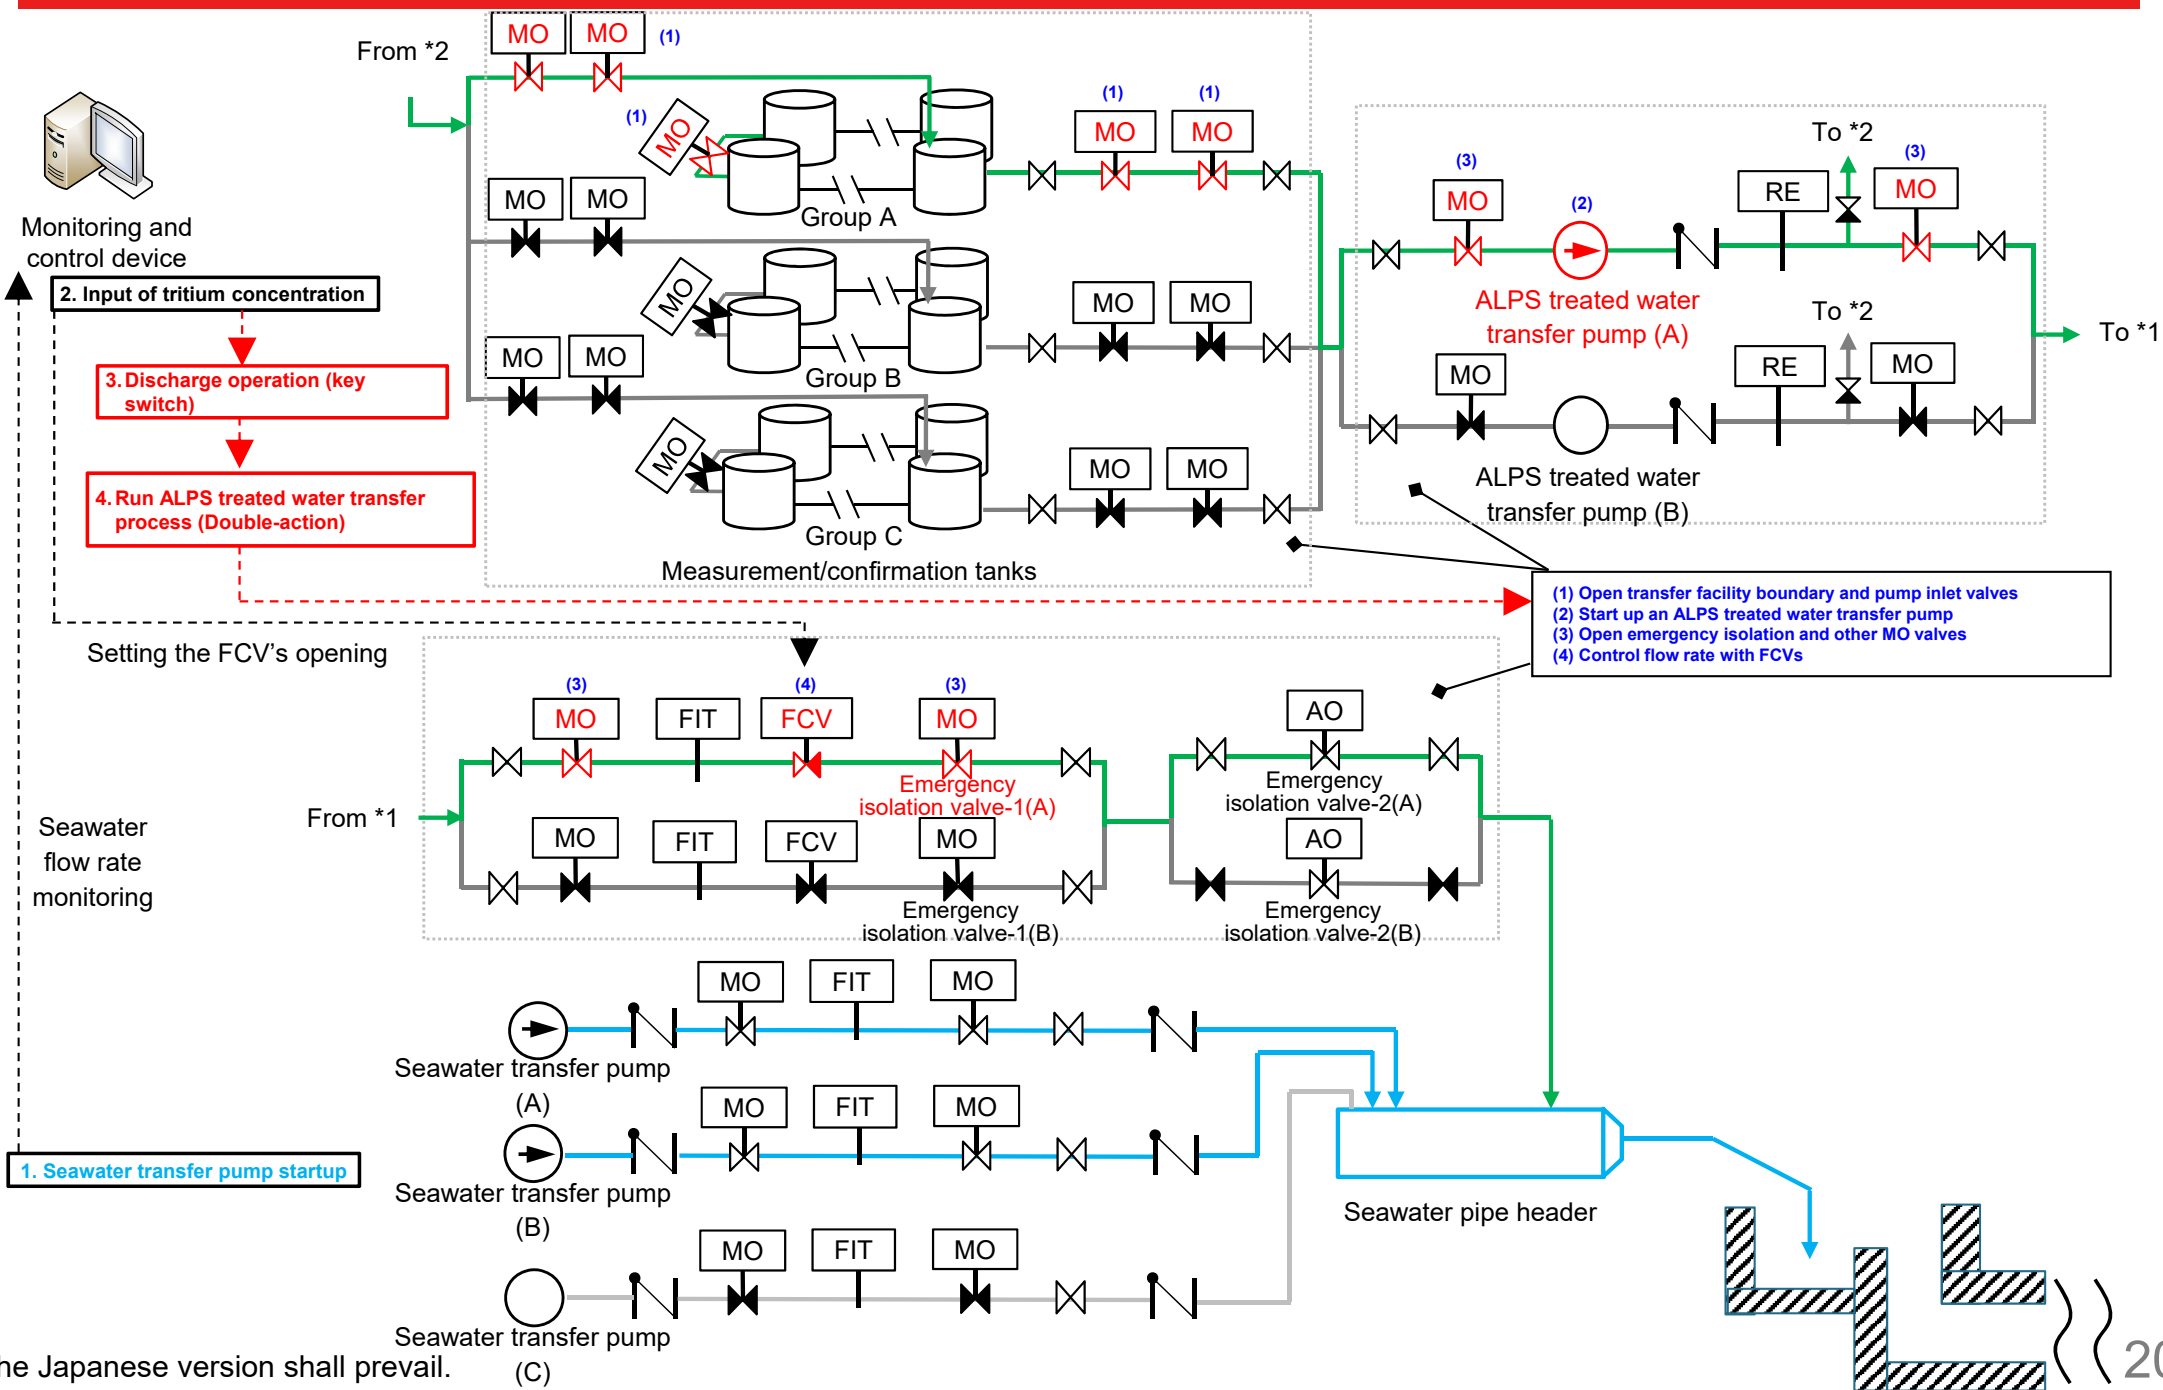 From *2
MO
MO
(1)
(1)
MO
(1)
(1)
MO
MO
Group A
MO
MO
MO
Group B
MO
MO
MO
MO
MO
Group C
MO
MO
Measurement/confirmation tanks
(3)
MO
(2)
RE
To *2
(3)
MO
ALPS treated water
transfer pump (A)
To *2
To *1
MO
RE
MO
ALPS treated water
transfer pump (B)
Monitoring and
control device
2. Input of tritium concentration
3. Discharge operation (key
switch)
4. Run ALPS treated water transfer
process (Double-action)
(1) Open transfer facility boundary and pump inlet valves
(2) Start up an ALPS treated water transfer pump
(3) Open emergency isolation and other MO valves
(4) Control flow rate with FCVs
Setting the FCV's opening
(3)
(4)
(3)
MO
FIT
FCV
MO
AO
Emergency
isolation valve-1(A)
Emergency
isolation valve-2(A)
From *1
MO
FIT
FCV
MO
AO
Emergency
isolation valve-1(B)
Emergency
isolation valve-2(B)
Seawater
flow rate
monitoring
MO
FIT
MO
Seawater transfer pump
(A)
MO
FIT
MO
1. Seawater transfer pump startup
Seawater transfer pump
(B)
Seawater pipe header
MO
FIT
MO
Seawater transfer pump
(C)
he Japanese version shall prevail.
20